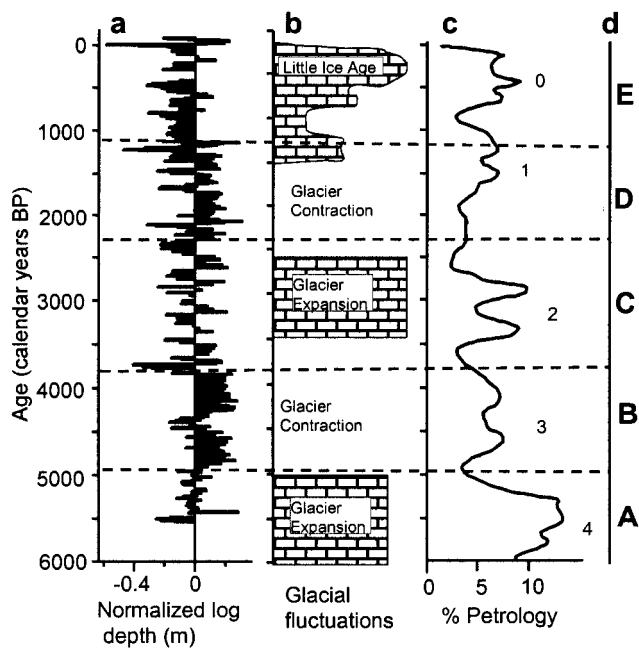 a
b
c
d
0
1000
2000
3000
4000
5000
6000
Age (calendar years BP)
-0.4
0
Normalized log
depth (m)
Little Ice Age
Glacier
Contraction
Glacier
Expansion
Glacier
Contraction
Glacier
Expansion
Glacial
fluctuations
0
1
2
3
4
0
5
10
% Petrology
E
D
C
B
A